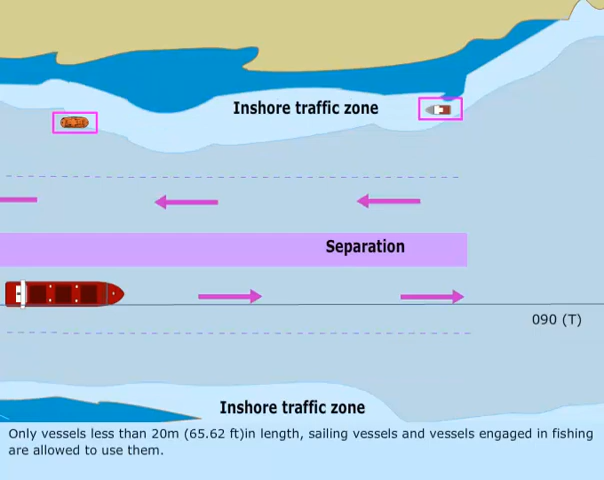 Inshore traffic zone
Separation
090 (T)
Inshore traffic zone
Only vessels less than 20m (65.62 ft)in length, sailing vessels and vessels engaged in fishing
are allowed to use them.